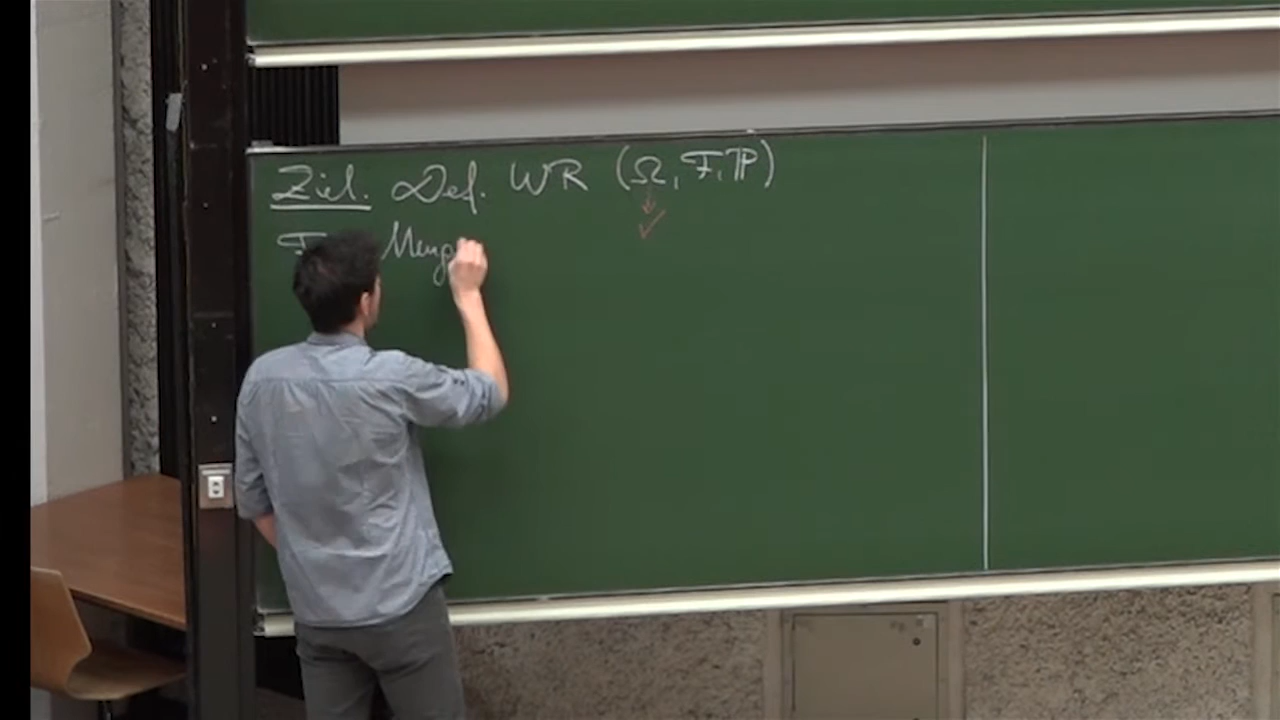 Ziel. Def. WR (Ω, F, ℙ)
✓
F Meng